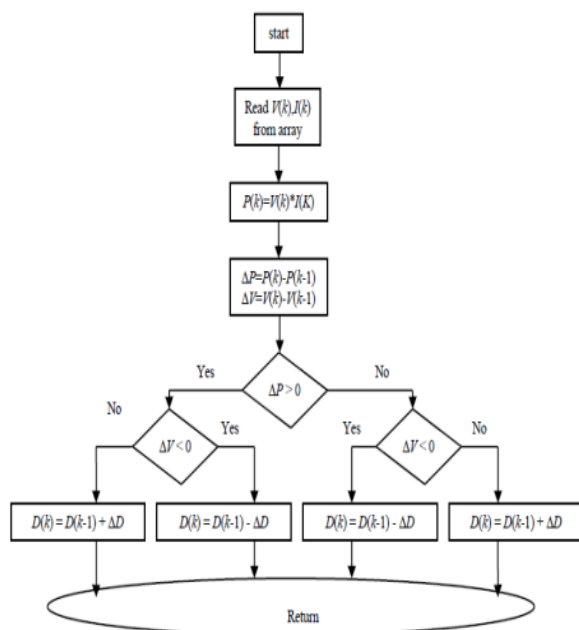 start
Read V(k),I(k)
from array
P(k)=V(k)*I(K)
ΔP=P(k)-P(k-1)
ΔV=V(k)-V(k-1)
Yes
ΔP > 0
No
No
ΔV < 0
Yes
Yes
ΔV < 0
No
D(k) = D(k-1) + ΔD
D(k) = D(k-1) - ΔD
D(k) = D(k-1) - ΔD
D(k) = D(k-1) + ΔD
Return